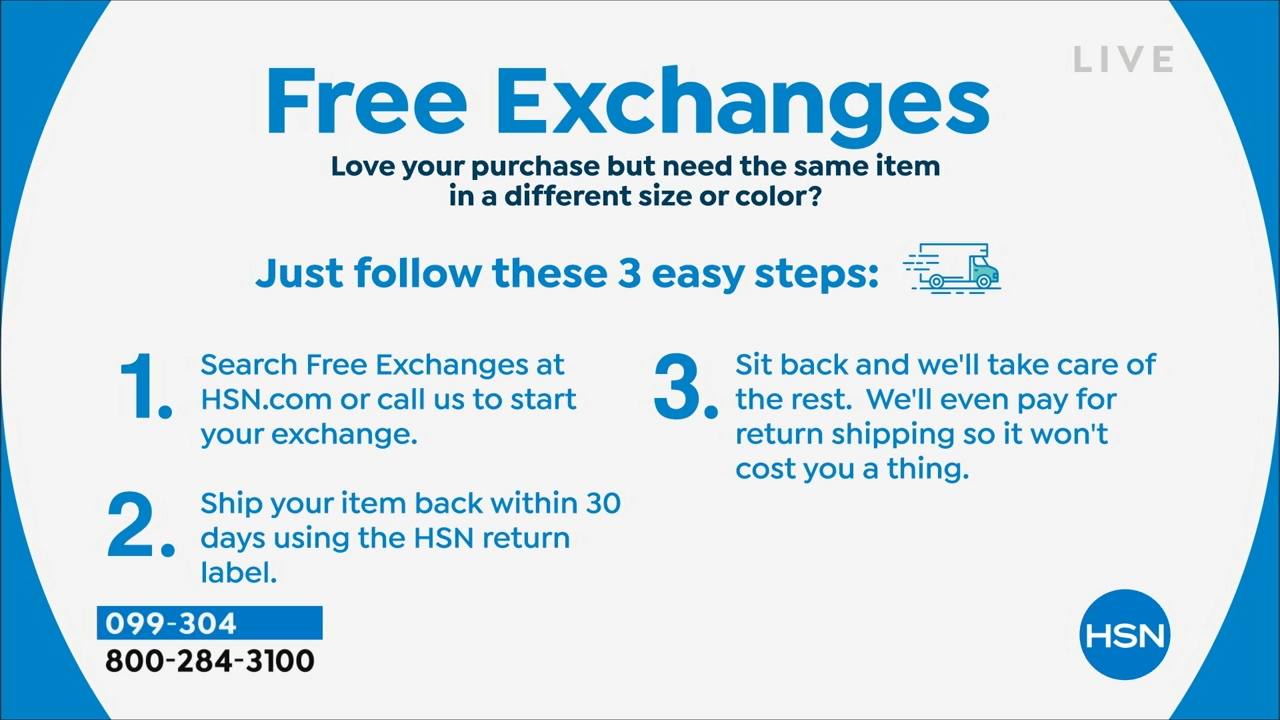 LIVE
Free Exchanges
Love your purchase but need the same item
in a different size or color?
Just follow these 3 easy steps:
1. Search Free Exchanges at
HSN.com or call us to start
your exchange.
2. Ship your item back within 30
days using the HSN return
label.
3. Sit back and we'll take care of
the rest. We'll even pay for
return shipping so it won't
cost you a thing.
099-304
800-284-3100
HSN